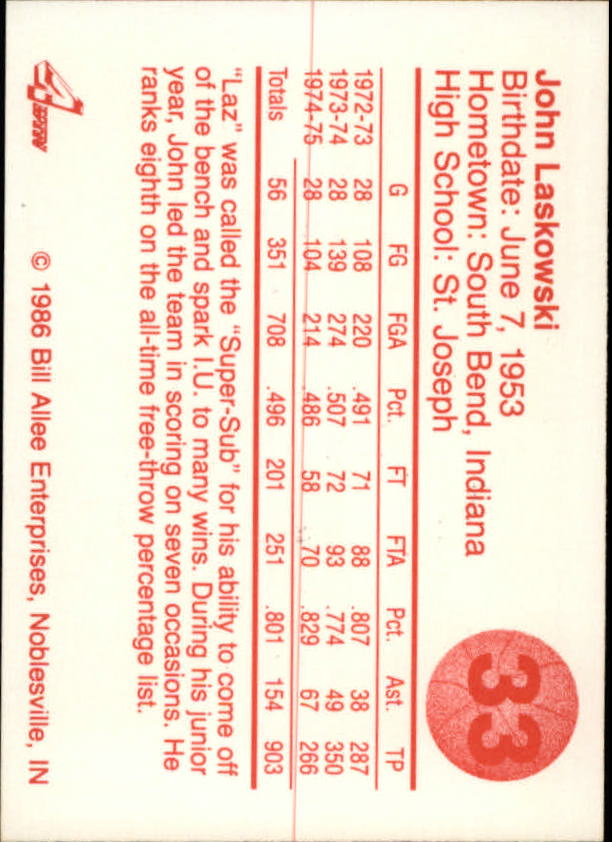 John Laskowski
Birthdate: June 7, 1953
Hometown: South Bend, Indiana
High School: St. Joseph
33
G FG FGA Pct. FT FTA Pct. Ast. TP
1972-73 28 108 220 .491 71 88 .807 38 287
1973-74 28 139 274 .507 72 93 .774 49 350
1974-75 28 104 214 .486 58 70 .829 67 266
Totals 56 351 708 .496 201 251 .801 154 903
"Laz" was called the "Super-Sub" for his ability to come off
of the bench and spark I.U. to many wins. During his junior
year, John led the team in scoring on seven occasions. He
ranks eighth on the all-time free-throw percentage list.
© 1986 Bill Allee Enterprises, Noblesville, IN